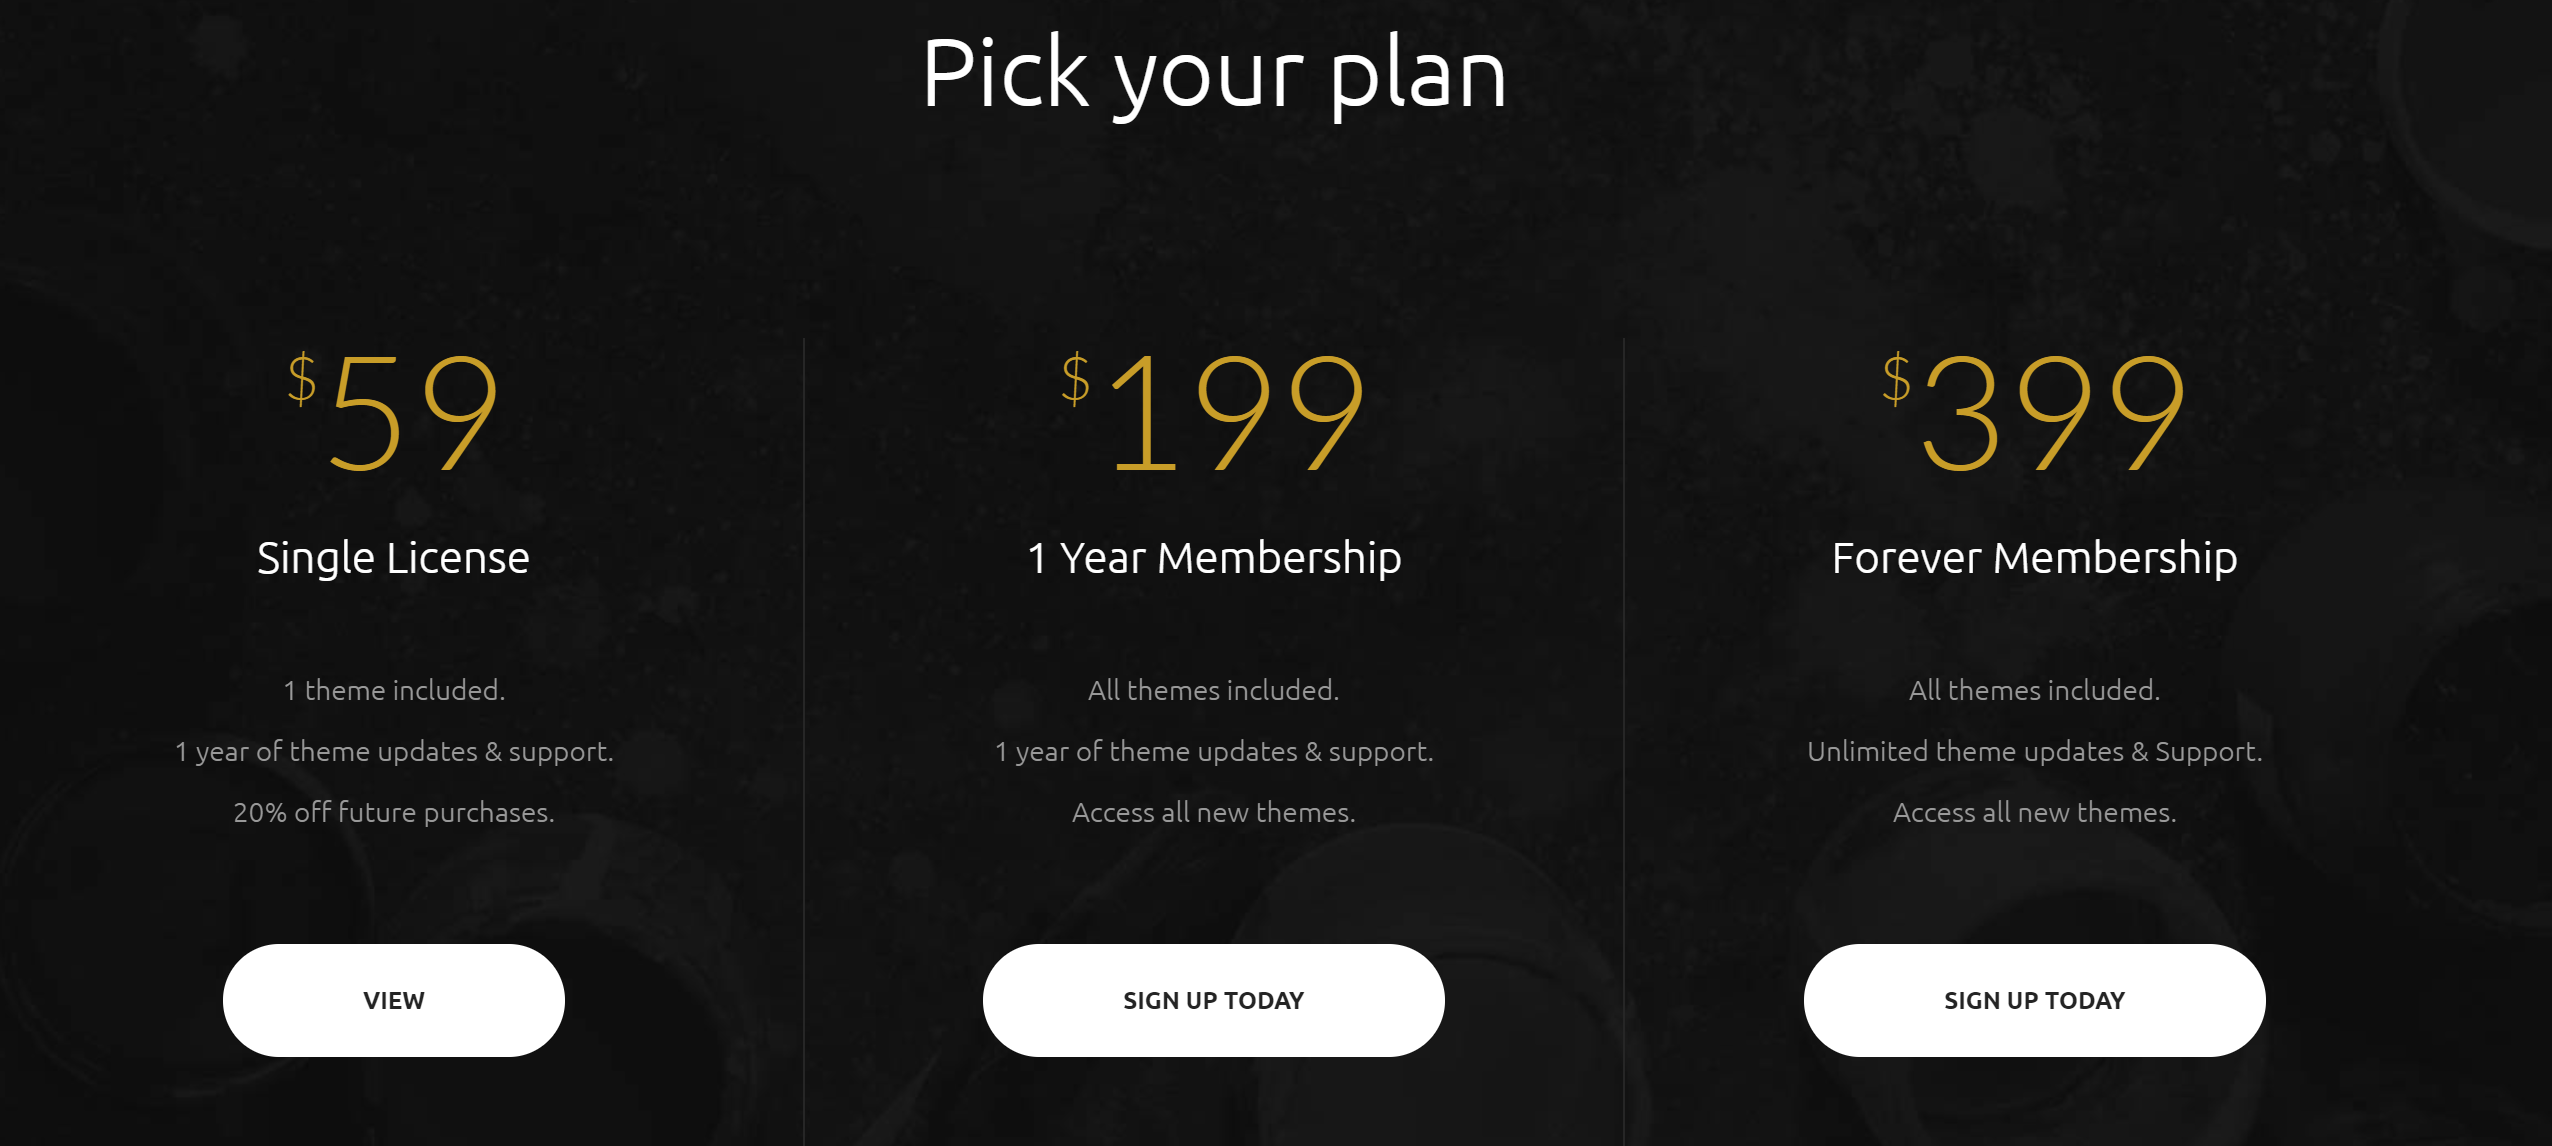 Pick your plan
$59
Single License
1 theme included.
1 year of theme updates & support.
20% off future purchases.
VIEW
$199
1 Year Membership
All themes included.
1 year of theme updates & support.
Access all new themes.
SIGN UP TODAY
$399
Forever Membership
All themes included.
Unlimited theme updates & Support.
Access all new themes.
SIGN UP TODAY